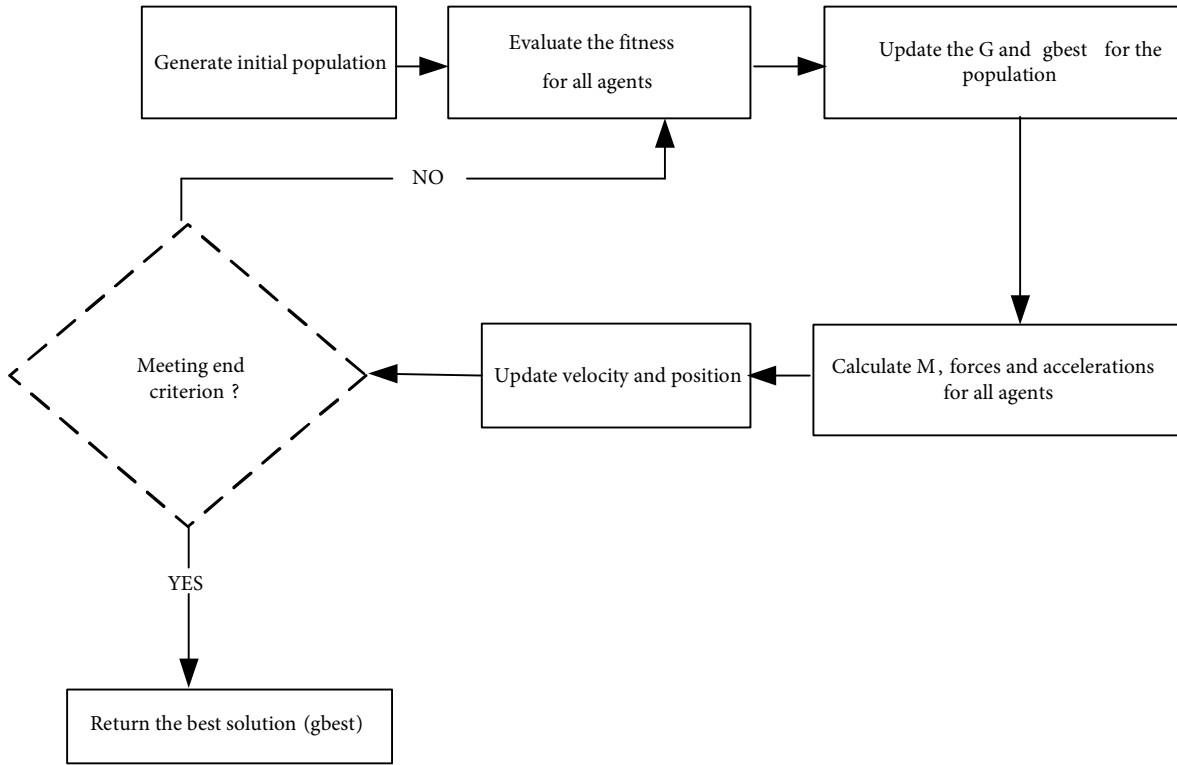 Generate initial population
Evaluate the fitness
for all agents
Update the G and gbest for the
population
NO
Meeting end
criterion ?
Update velocity and position
Calculate M, forces and accelerations
for all agents
YES
Return the best solution (gbest)